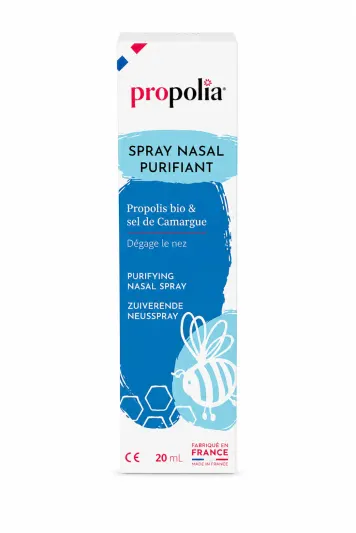 propolia®
SPRAY NASAL
PURIFIANT
Propolis bio &
sel de Camargue
Dégage le nez
PURIFYING
NASAL SPRAY
ZUIVERENDE
NEUSSPRAY
CE
20 mL
FABRIQUÉ EN
FRANCE
MADE IN FRANCE